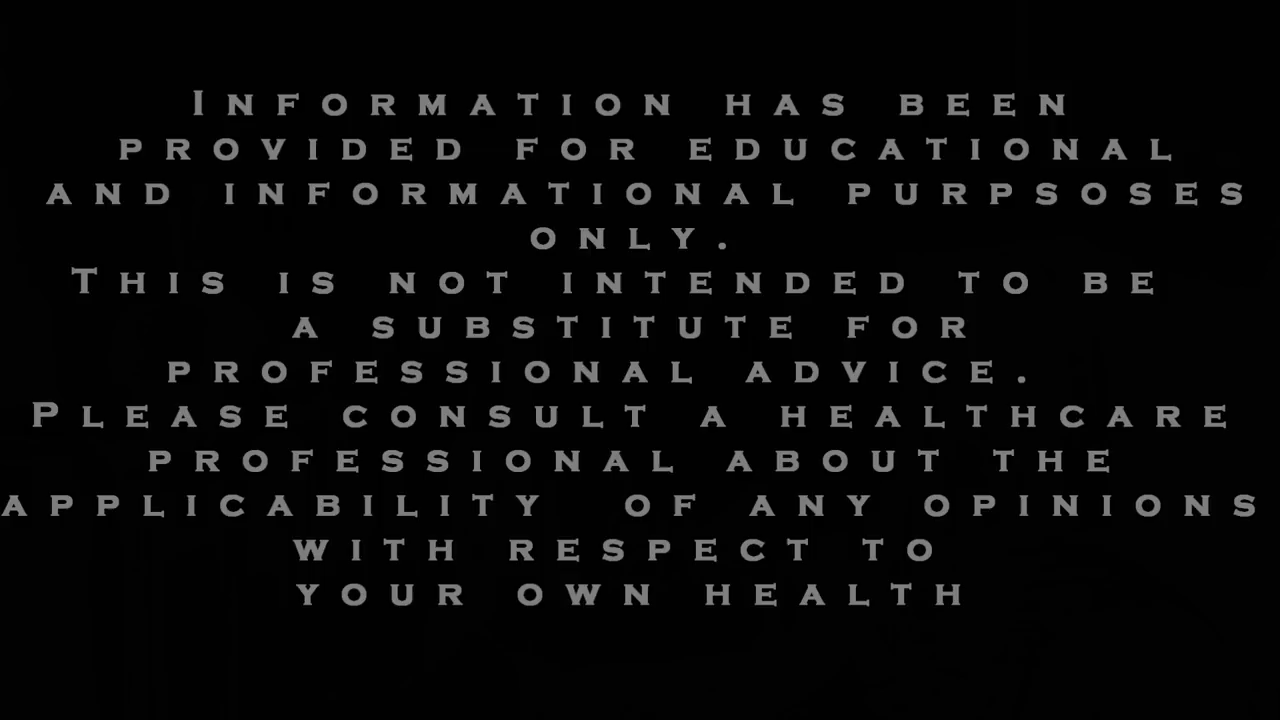 Information has been
provided for educational
and informational purpsoses
only.
This is not intended to be
a substitute for
professional advice.
Please consult a healthcare
professional about the
applicability of any opinions
with respect to
your own health